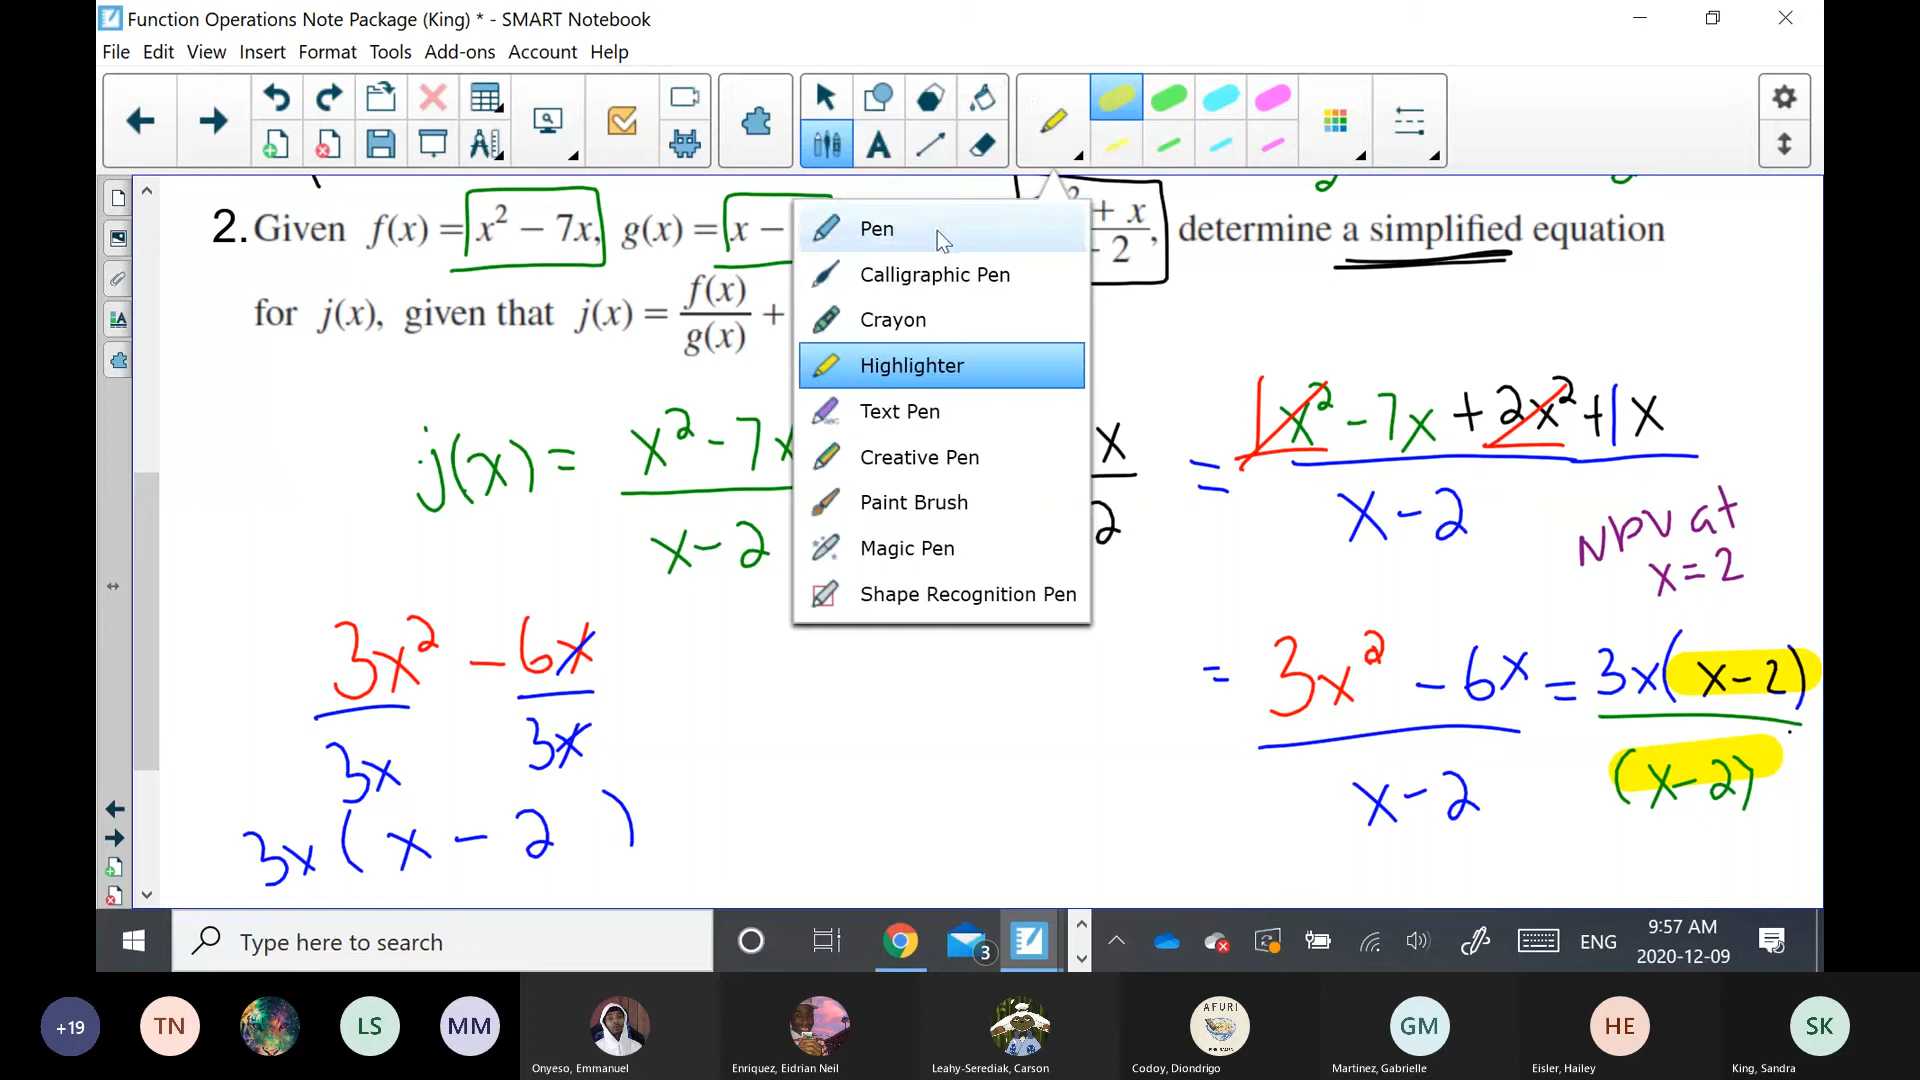 Function Operations Note Package (King) * - SMART Notebook
File Edit View Insert Format Tools Add-ons Account Help
2. Given f(x) = x² − 7x, g(x) = x −
+ x
- 2
, determine a simplified equation
for j(x), given that j(x) = f(x)/g(x) +
Pen
Calligraphic Pen
Crayon
Highlighter
Text Pen
Creative Pen
Paint Brush
Magic Pen
Shape Recognition Pen
j(x) = x² - 7x
x - 2
x
2
= 1x² - 7x + 2x² + 1x
x - 2
NPV at
x = 2
3x² - 6x
3x 3x
3x ( x - 2 )
= 3x² - 6x = 3x(x - 2)
x - 2 (x - 2)
Type here to search
3
ENG
9:57 AM
2020-12-09
+19
TN
LS
MM
AFURI
GM
HE
SK
Onyeso, Emmanuel
Enriquez, Eidrian Neil
Leahy-Serediak, Carson
Codoy, Diondrigo
Martinez, Gabrielle
Eisler, Hailey
King, Sandra